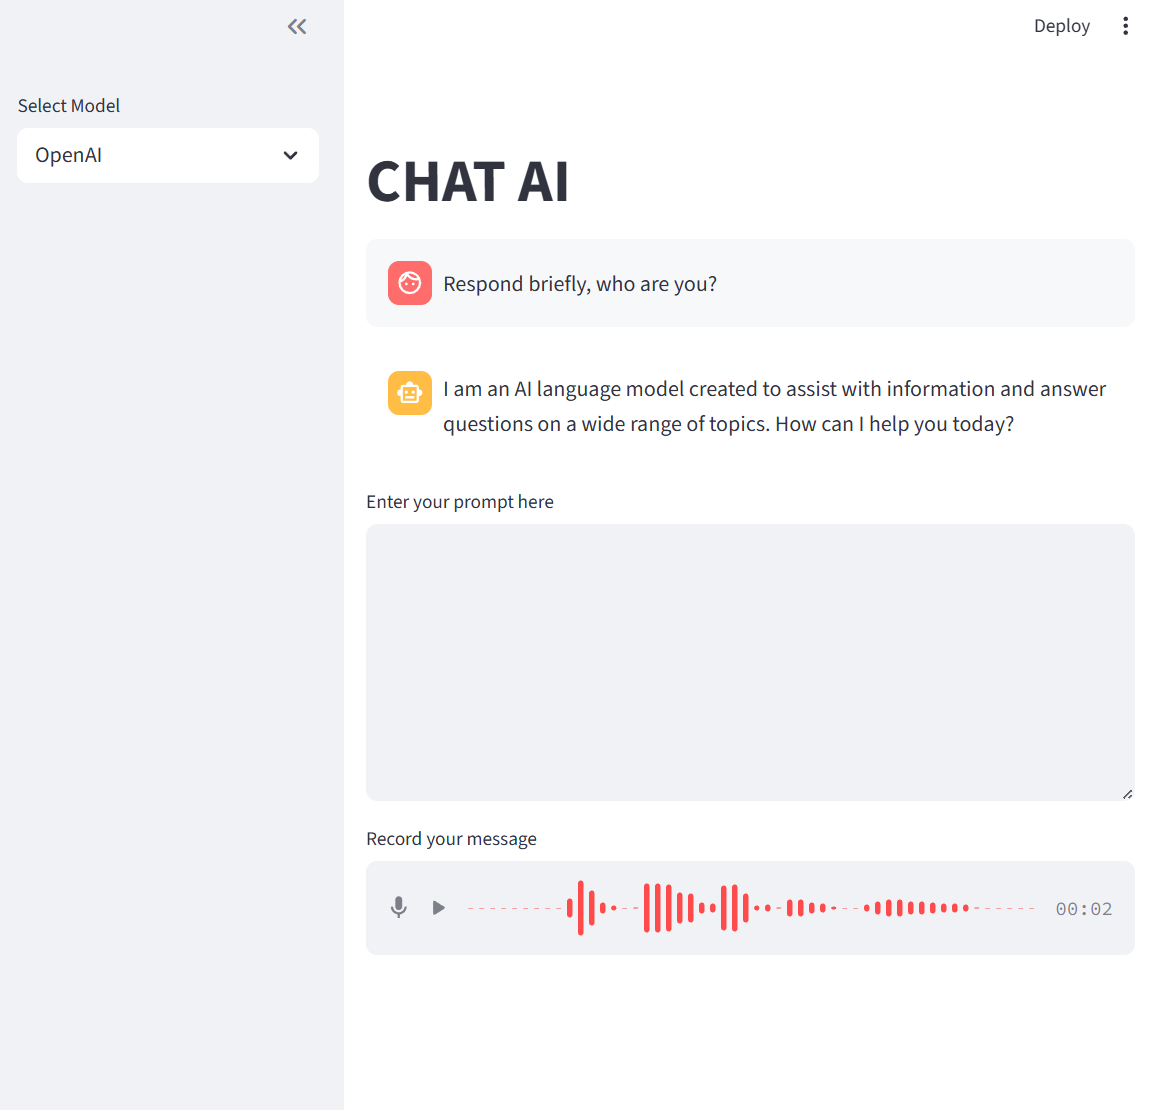 Deploy
Select Model
OpenAI
CHAT AI
Respond briefly, who are you?
I am an AI language model created to assist with information and answer
questions on a wide range of topics. How can I help you today?
Enter your prompt here
Record your message
00:02